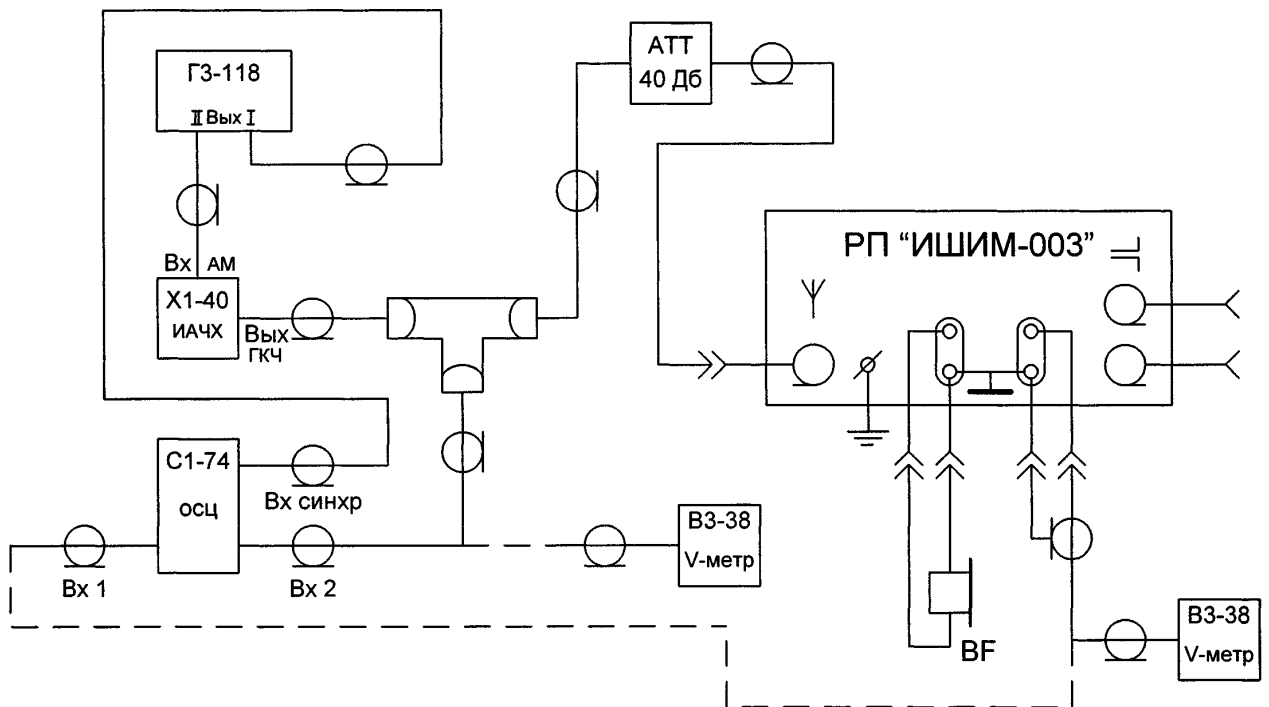 Г3-118
II Вых I
АТТ
40 Дб
Вх АМ
Х1-40
ИАЧХ
Вых
ГКЧ
РП “ИШИМ-003”
С1-74
осц
Вх синхр
Вх 1
Вх 2
В3-38
V-метр
BF
В3-38
V-метр